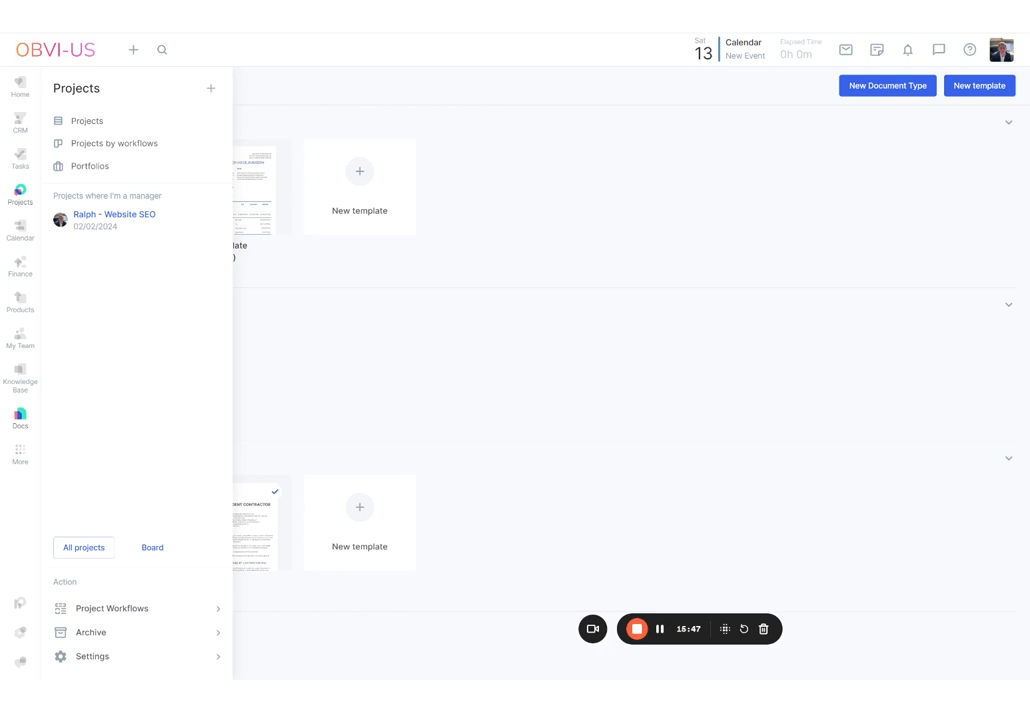 OBVI-US
Sat
13
Calendar
New Event
Elapsed Time
0h 0m
Home
CRM
Tasks
Projects
Calendar
Finance
Products
My Team
Knowledge
Base
Docs
More
Projects
Projects
Projects by workflows
Portfolios
Projects where I'm a manager
Ralph - Website SEO
02/02/2024
All projects
Board
Action
Project Workflows
Archive
Settings
New Document Type
New template
New template
late
)
DENT CONTRACTOR
New template
15:47